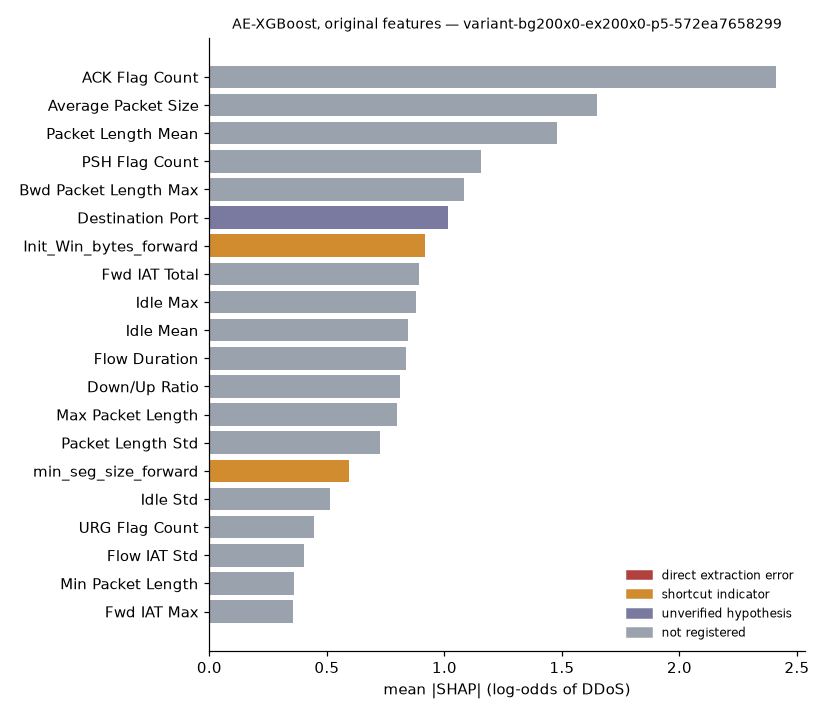 AE-XGBoost, original features — variant-bg200x0-ex200x0-p5-572ea7658299
ACK Flag Count
Average Packet Size
Packet Length Mean
PSH Flag Count
Bwd Packet Length Max
Destination Port
Init_Win_bytes_forward
Fwd IAT Total
Idle Max
Idle Mean
Flow Duration
Down/Up Ratio
Max Packet Length
Packet Length Std
min_seg_size_forward
Idle Std
URG Flag Count
Flow IAT Std
Min Packet Length
Fwd IAT Max
direct extraction error
shortcut indicator
unverified hypothesis
not registered
0.0 0.5 1.0 1.5 2.0 2.5
mean |SHAP| (log-odds of DDoS)